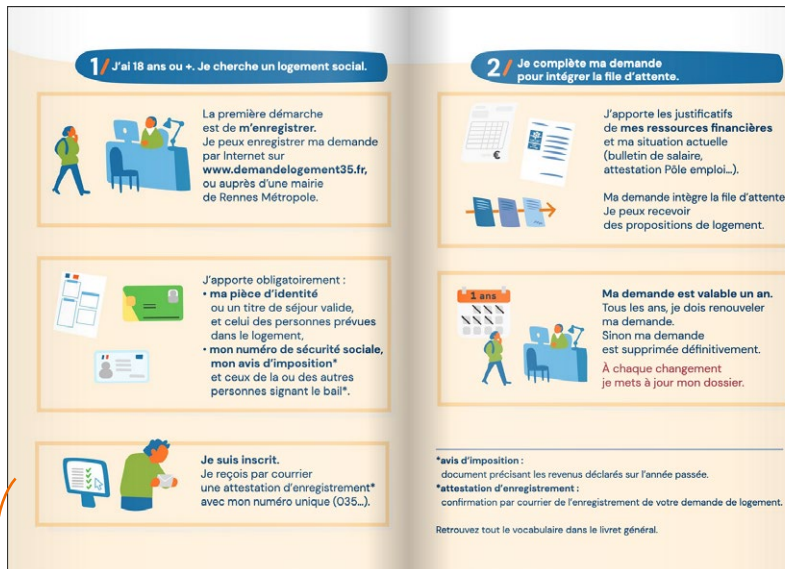 1/ J'ai 18 ans ou +. Je cherche un logement social.
La première démarche
est de m'enregistrer.
Je peux enregistrer ma demande
par Internet sur
www.demandelogement35.fr,
ou auprès d'une mairie
de Rennes Métropole.
J'apporte obligatoirement :
• ma pièce d'identité
ou un titre de séjour valide,
et celui des personnes prévues
dans le logement,
• mon numéro de sécurité sociale,
mon avis d'imposition*
et ceux de la ou des autres
personnes signant le bail*.
Je suis inscrit.
Je reçois par courrier
une attestation d'enregistrement*
avec mon numéro unique (035...).
2/ Je complète ma demande
pour intégrer la file d'attente.
€
J'apporte les justificatifs
de mes ressources financières
et ma situation actuelle
(bulletin de salaire,
attestation Pôle emploi...).
Ma demande intègre la file d'attente
Je peux recevoir
des propositions de logement.
1 ans
Ma demande est valable un an.
Tous les ans, je dois renouveler
ma demande.
Sinon ma demande
est supprimée définitivement.
À chaque changement
je mets à jour mon dossier.
*avis d'imposition :
document précisant les revenus déclarés sur l'année passée.
*attestation d'enregistrement :
confirmation par courrier de l'enregistrement de votre demande de logement.
Retrouvez tout le vocabulaire dans le livret général.